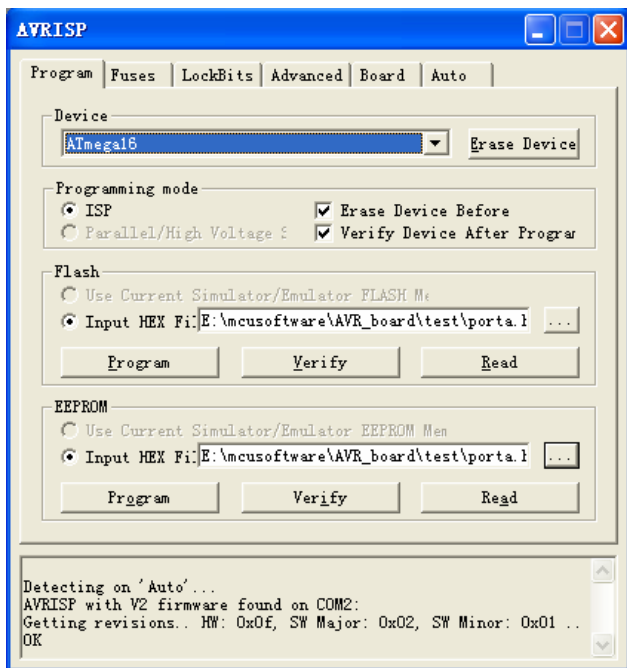 AVRISP
Program Fuses LockBits Advanced Board Auto
Device
ATmega16 Erase Device
Programming mode
ISP Erase Device Before
Parallel/High Voltage S Verify Device After Program
Flash
Use Current Simulator/Emulator FLASH Me
Input HEX Fil E:\mcusoftware\AVR_board\test\porta.h ...
Program Verify Read
EEPROM
Use Current Simulator/Emulator EEPROM Mem
Input HEX Fil E:\mcusoftware\AVR_board\test\porta.h ...
Program Verify Read
Detecting on 'Auto'...
AVRISP with V2 firmware found on COM2:
Getting revisions.. HW: 0x0f, SW Major: 0x02, SW Minor: 0x01 ..
OK